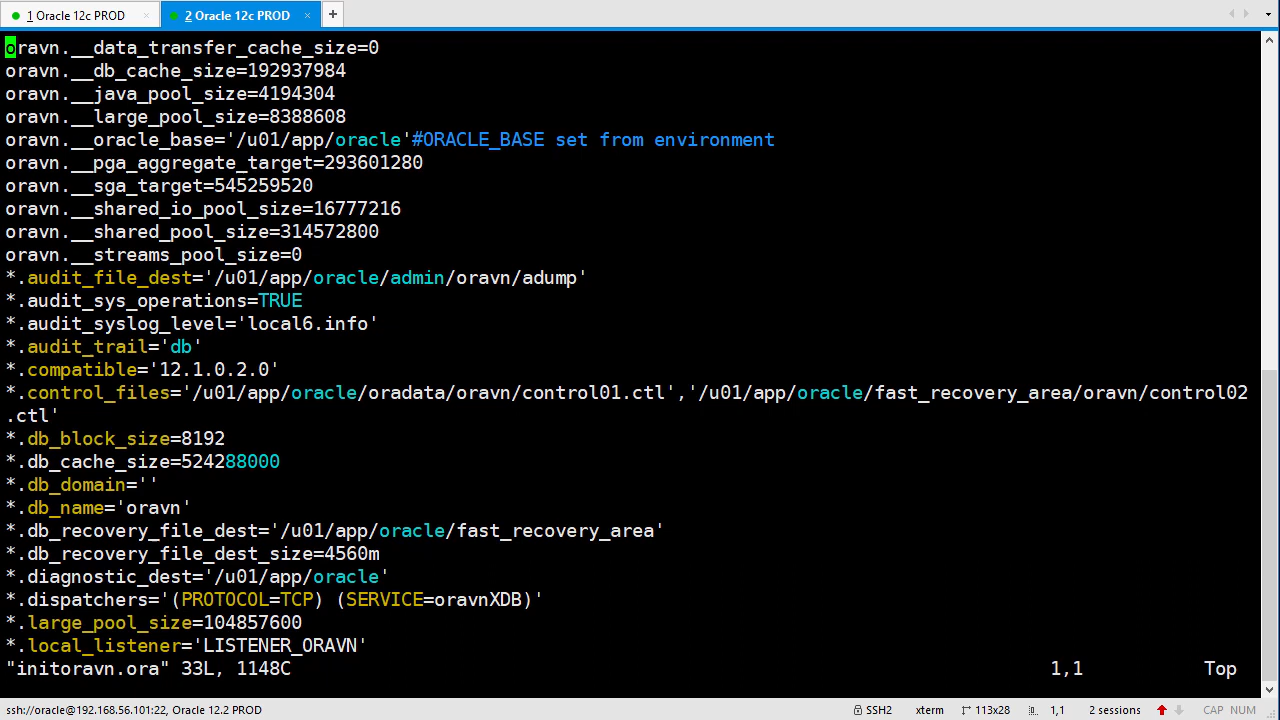 1 Oracle 12c PROD × 2 Oracle 12c PROD × +
oravn.__data_transfer_cache_size=0
oravn.__db_cache_size=192937984
oravn.__java_pool_size=4194304
oravn.__large_pool_size=8388608
oravn.__oracle_base='/u01/app/oracle'#ORACLE_BASE set from environment
oravn.__pga_aggregate_target=293601280
oravn.__sga_target=545259520
oravn.__shared_io_pool_size=16777216
oravn.__shared_pool_size=314572800
oravn.__streams_pool_size=0
*.audit_file_dest='/u01/app/oracle/admin/oravn/adump'
*.audit_sys_operations=TRUE
*.audit_syslog_level='local6.info'
*.audit_trail='db'
*.compatible='12.1.0.2.0'
*.control_files='/u01/app/oracle/oradata/oravn/control01.ctl','/u01/app/oracle/fast_recovery_area/oravn/control02
.ctl'
*.db_block_size=8192
*.db_cache_size=524288000
*.db_domain=''
*.db_name='oravn'
*.db_recovery_file_dest='/u01/app/oracle/fast_recovery_area'
*.db_recovery_file_dest_size=4560m
*.diagnostic_dest='/u01/app/oracle'
*.dispatchers='(PROTOCOL=TCP) (SERVICE=oravnXDB)'
*.large_pool_size=104857600
*.local_listener='LISTENER_ORAVN'
"initoravn.ora" 33L, 1148C 1,1 Top
ssh://oracle@192.168.56.101:22, Oracle 12.2 PROD SSH2 xterm 113x28 1,1 2 sessions CAP NUM